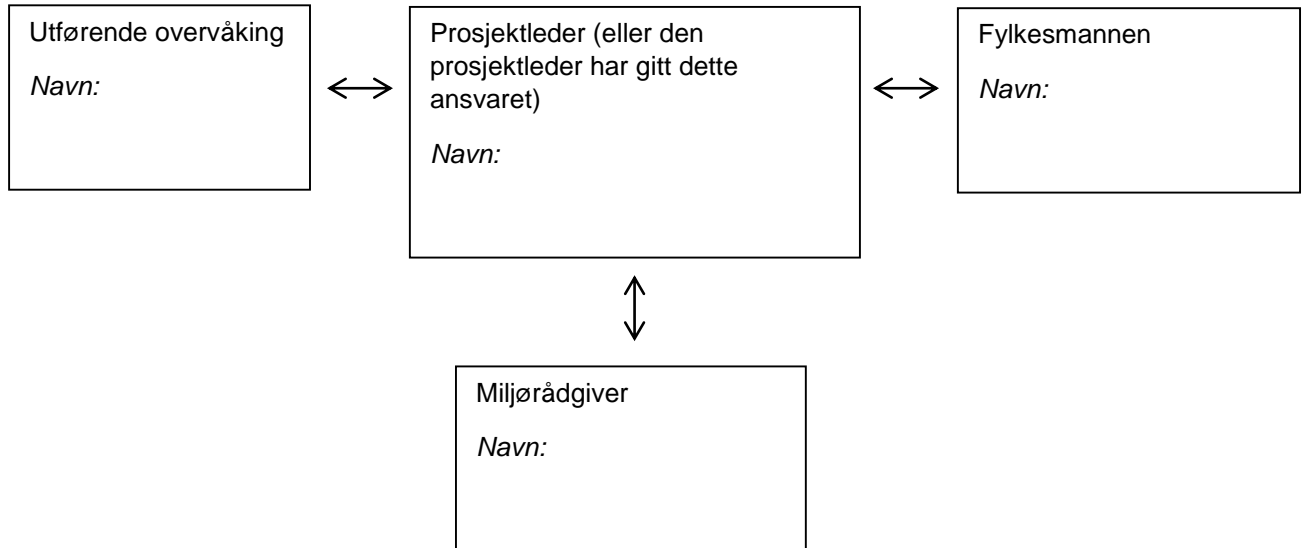 Utførende overvåking
Navn:
Prosjektleder (eller den
prosjektleder har gitt dette
ansvaret)
Navn:
Fylkesmannen
Navn:
Miljørådgiver
Navn: